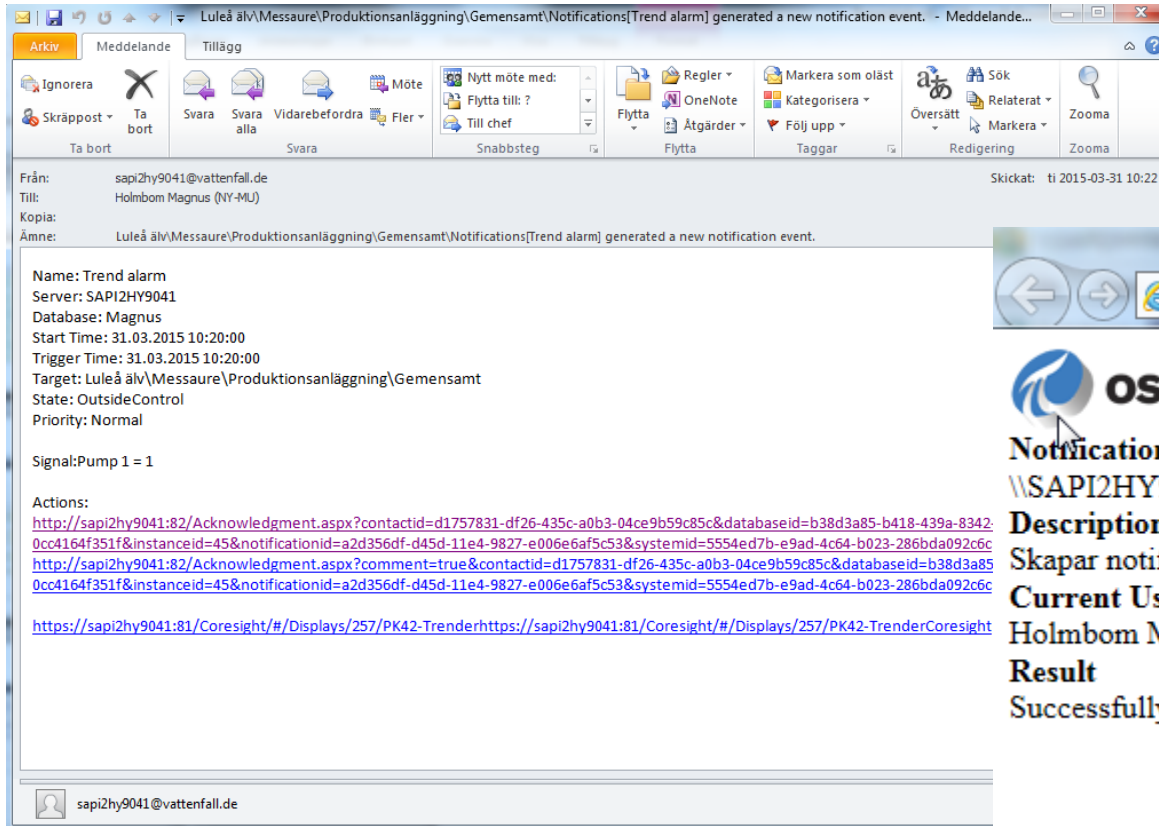 Luleå älv\Messaure\Produktionsanläggning\Gemensamt\Notifications[Trend alarm] generated a new notification event. - Meddelande...
Arkiv Meddelande Tillägg
Ignorera
Skräppost
Ta bort
Ta bort
Svara
Svara alla
Vidarebefordra
Möte
Fler
Svara
Nytt möte med:
Flytta till: ?
Till chef
Snabbsteg
Flytta
Regler
OneNote
Åtgärder
Flytta
Markera som oläst
Kategorisera
Följ upp
Taggar
Översätt
Sök
Relaterat
Markera
Redigering
Zooma
Zooma
Från: sapi2hy9041@vattenfall.de Skickat: ti 2015-03-31 10:22
Till: Holmbom Magnus (NY-MU)
Kopia:
Ämne: Luleå älv\Messaure\Produktionsanläggning\Gemensamt\Notifications[Trend alarm] generated a new notification event.
Name: Trend alarm
Server: SAPI2HY9041
Database: Magnus
Start Time: 31.03.2015 10:20:00
Trigger Time: 31.03.2015 10:20:00
Target: Luleå älv\Messaure\Produktionsanläggning\Gemensamt
State: OutsideControl
Priority: Normal
Signal:Pump 1 = 1
Actions:
http://sapi2hy9041:82/Acknowledgment.aspx?contactid=d1757831-df26-435c-a0b3-04ce9b59c85c&databaseid=b38d3a85-b418-439a-8342-
0cc4164f351f&instanceid=45&notificationid=a2d356df-d45d-11e4-9827-e006e6af5c53&systemid=5554ed7b-e9ad-4c64-b023-286bda092c6c
http://sapi2hy9041:82/Acknowledgment.aspx?comment=true&contactid=d1757831-df26-435c-a0b3-04ce9b59c85c&databaseid=b38d3a85
0cc4164f351f&instanceid=45&notificationid=a2d356df-d45d-11e4-9827-e006e6af5c53&systemid=5554ed7b-e9ad-4c64-b023-286bda092c6c
https://sapi2hy9041:81/Coresight/#/Displays/257/PK42-Trenderhttps://sapi2hy9041:81/Coresight/#/Displays/257/PK42-TrenderCoresight
sapi2hy9041@vattenfall.de
os
Notification
\\SAPI2HY
Description
Skapar notif
Current Us
Holmbom M
Result
Successfully